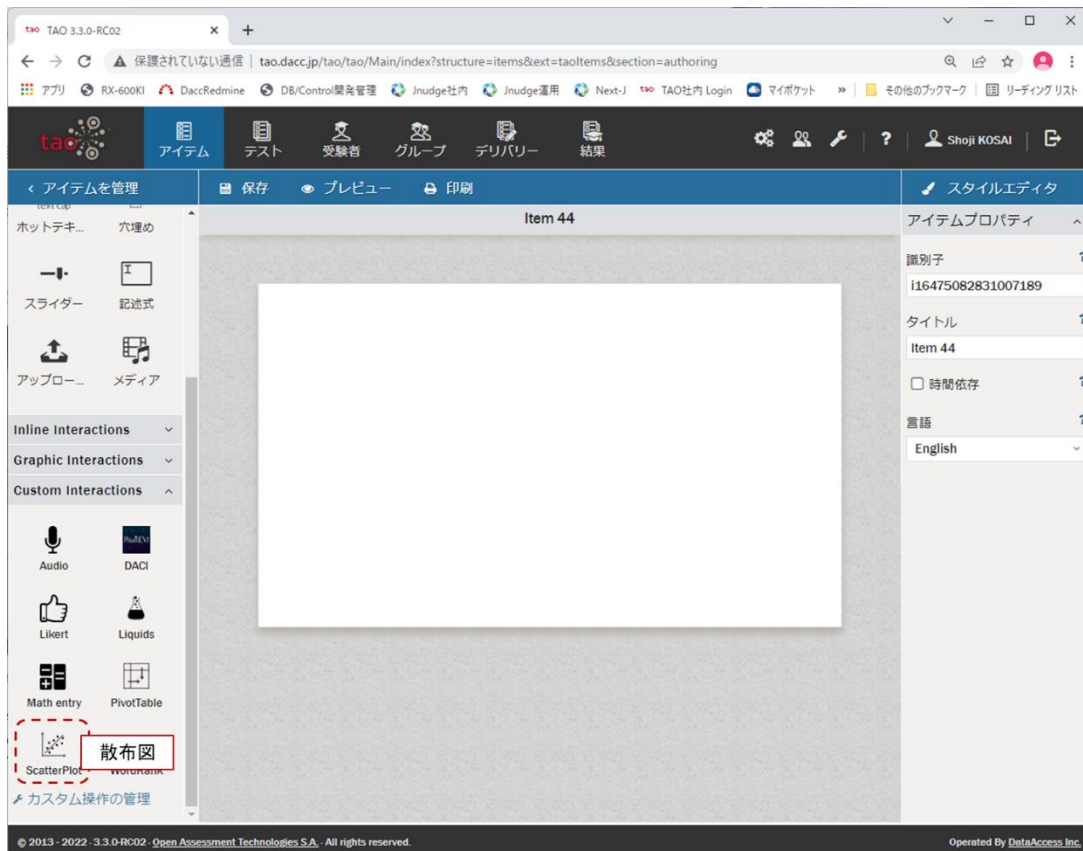 tao TAO 3.3.0-RC02
保護されていない通信 | tao.dacc.jp/tao/tao/Main/index?structure=items&ext=taoItems&section=authoring
アプリ RX-600KI DaccRedmine DB/Control開発管理 Jnudge社内 Jnudge運用 Next-J tao TAO社内 Login マイポケット » その他のブックマーク リーディング リスト
tao アイテム テスト 受験者 グループ デリバリー 結果 ? Shoji KOSAI
アイテムを管理 保存 プレビュー 印刷 スタイルエディタ
Item 44
アイテムプロパティ
ホットテキ... 穴埋め
スライダー 記述式
アップロー... メディア
Inline Interactions
Graphic Interactions
Custom Interactions
Audio DACI
Likert Liquids
Math entry PivotTable
散布図
ScatterPlot WordRank
カスタム操作の管理
識別子 ?
i16475082831007189
タイトル ?
Item 44
時間依存 ?
言語 ?
English
© 2013 - 2022 - 3.3.0-RC02 - Open Assessment Technologies S.A. - All rights reserved.
Operated By DataAccess Inc.